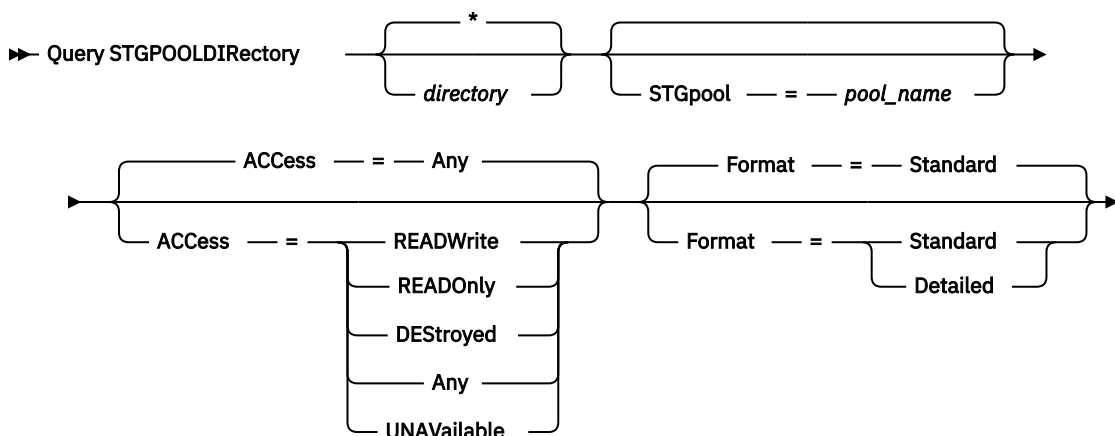 *
Query STGPOOLDIRectory
directory
STGpool = pool_name
ACCess = Any
Format = Standard
ACCess = READWrite
Format = Standard
READOnly
Detailed
DEStroyed
Any
UNAVailable